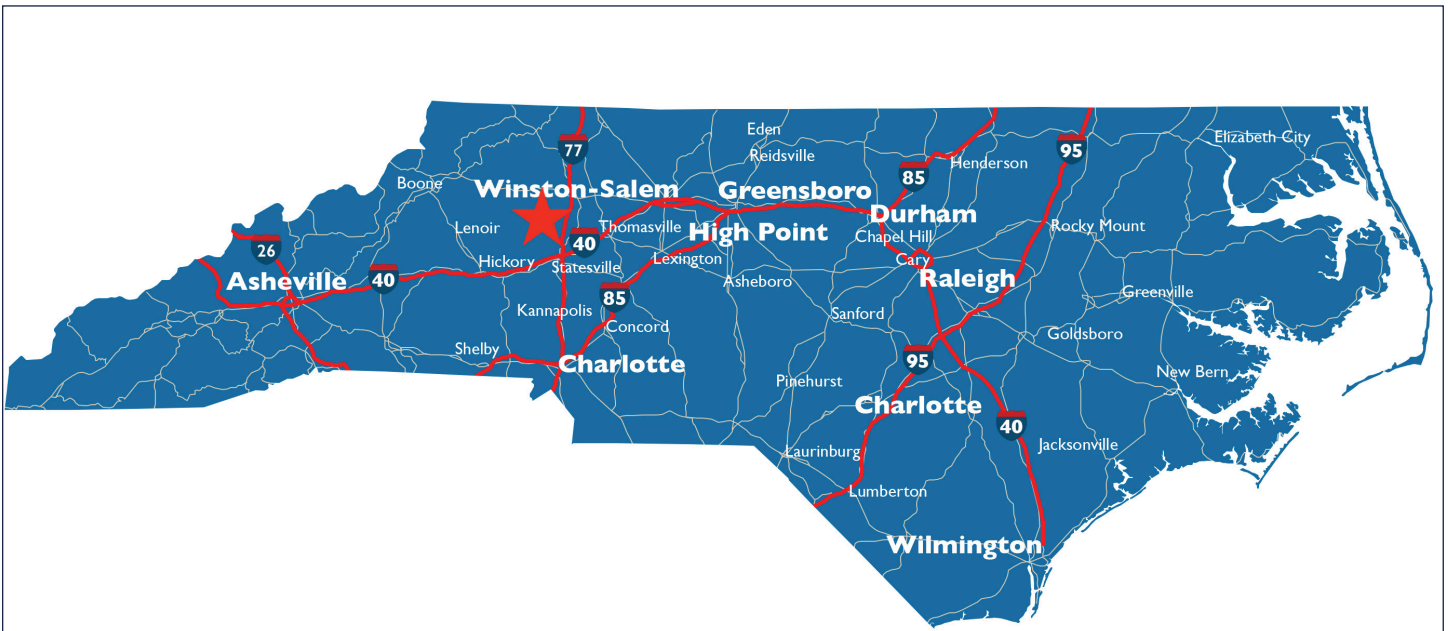 Eden
Elizabeth City
77
95
Reidsville
Henderson
85
Boone
Winston-Salem
Greensboro
Durham
Lenoir
Thomasville
High Point
Chapel Hill
Rocky Mount
26
40
Hickory
Statesville
Lexington
Cary
Asheville
40
Asheboro
Raleigh
Greenville
85
Kannapolis
Concord
Sanford
Goldsboro
Shelby
Charlotte
95
Pinehurst
New Bern
Charlotte
40
Jacksonville
Laurinburg
Lumberton
Wilmington